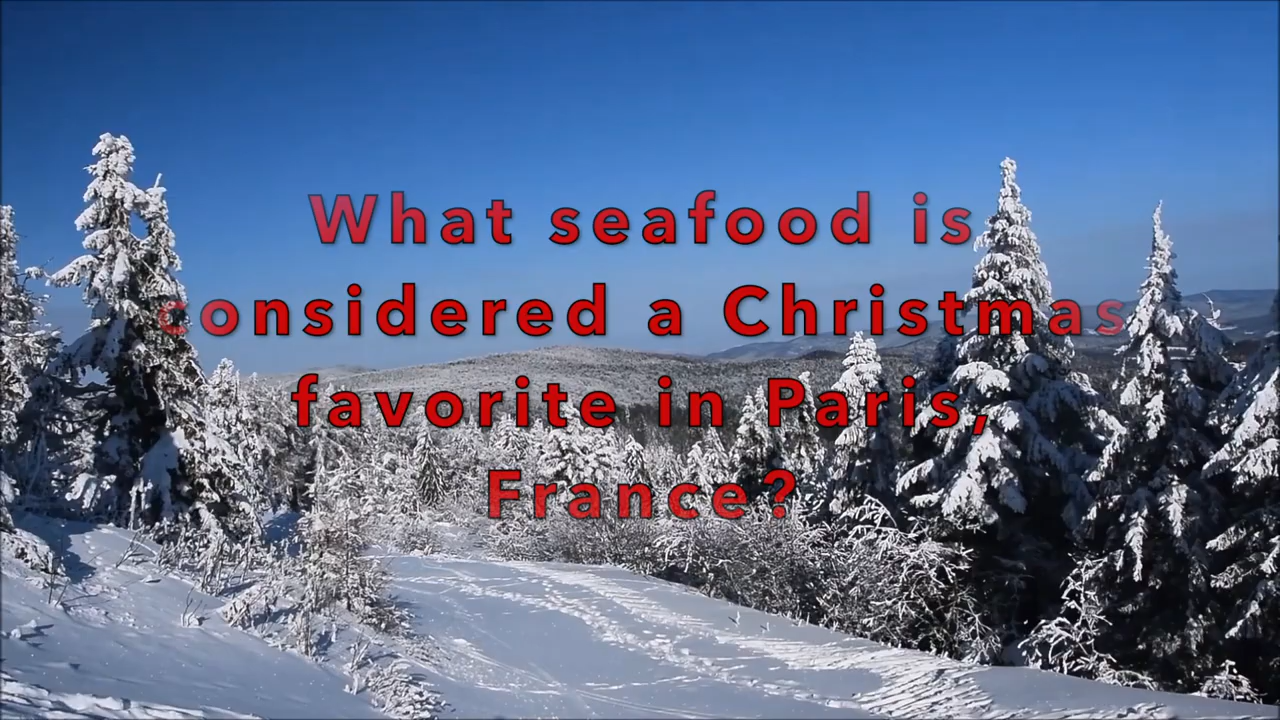 What seafood is
considered a Christmas
favorite in Paris,
France?